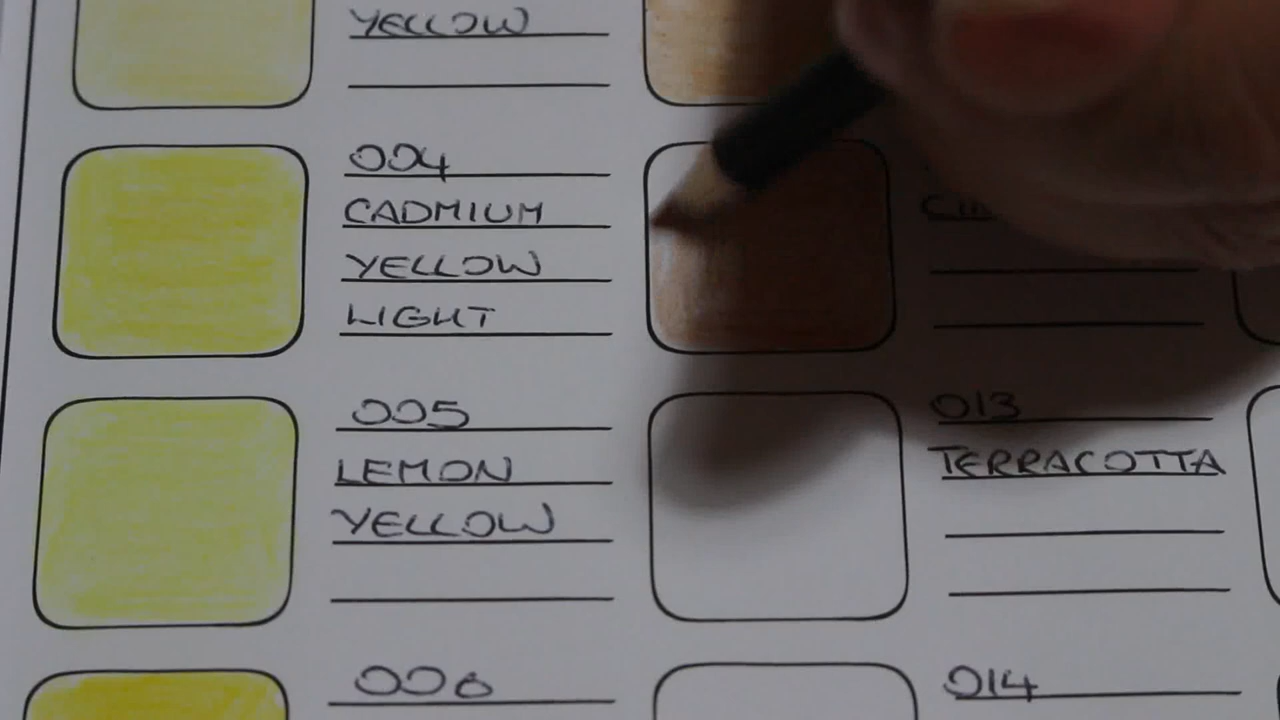 YELLOW
004
CADMIUM
YELLOW
LIGHT
005
LEMON
YELLOW
006
013
TERRACOTTA
014